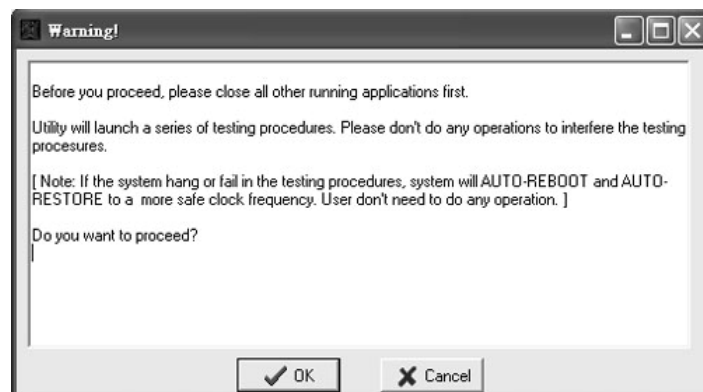 Warning!
Before you proceed, please close all other running applications first.
Utility will launch a series of testing procedures. Please don't do any operations to interfere the testing
procesures.
[ Note: If the system hang or fail in the testing procedures, system will AUTO-REBOOT and AUTO-
RESTORE to a more safe clock frequency. User don't need to do any operation. ]
Do you want to proceed?
OK
Cancel